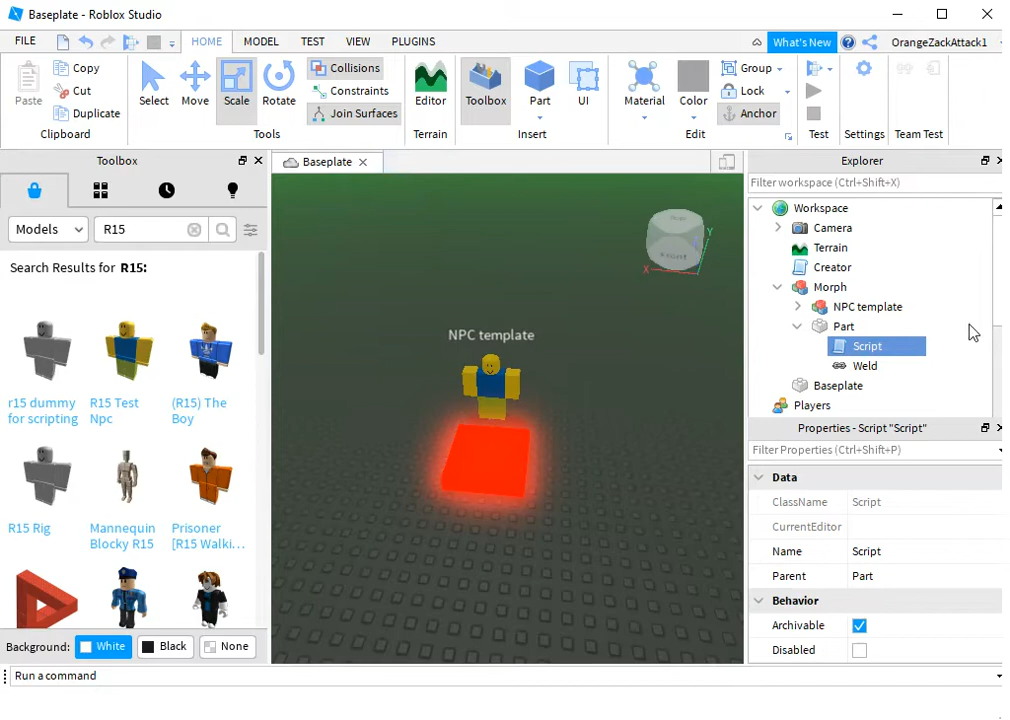 Baseplate - Roblox Studio
FILE HOME MODEL TEST VIEW PLUGINS What's New OrangeZackAttack1
Paste Copy Cut Duplicate
Clipboard
Select Move Scale Rotate Collisions Constraints Join Surfaces
Tools
Editor
Terrain
Toolbox Part UI
Insert
Material Color Group Lock Anchor
Edit
Test
Settings
Team Test
Toolbox
Models R15
Search Results for R15:
r15 dummy
for scripting
R15 Test
Npc
(R15) The
Boy
R15 Rig
Mannequin
Blocky R15
Prisoner
[R15 Walki...
Background: White Black None
Baseplate
NPC template
Front
X
Y
Explorer
Filter workspace (Ctrl+Shift+X)
Workspace
Camera
Terrain
Creator
Morph
NPC template
Part
Script
Weld
Baseplate
Players
Properties - Script "Script"
Filter Properties (Ctrl+Shift+P)
Data
ClassName Script
CurrentEditor
Name Script
Parent Part
Behavior
Archivable
Disabled
Run a command